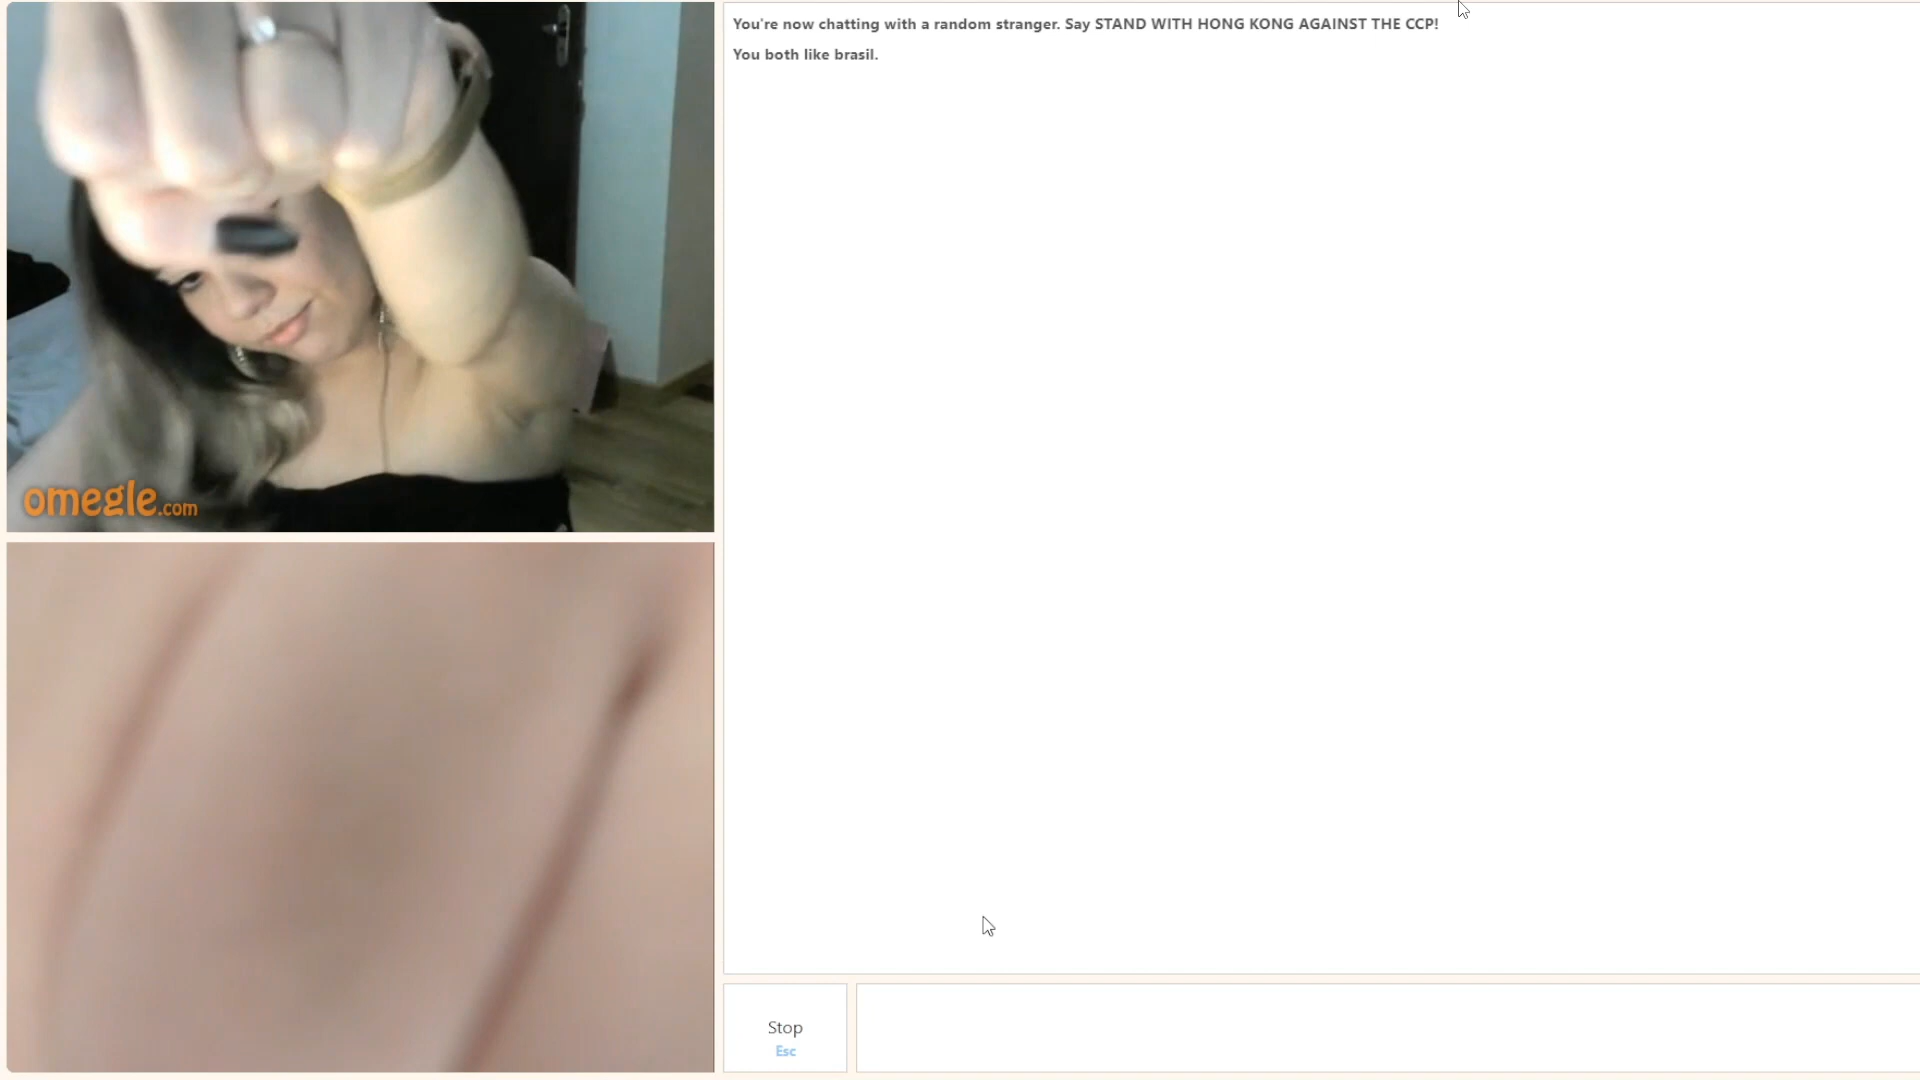 You're now chatting with a random stranger. Say STAND WITH HONG KONG AGAINST THE CCP!
You both like brasil.
omegle.com
Stop
Esc